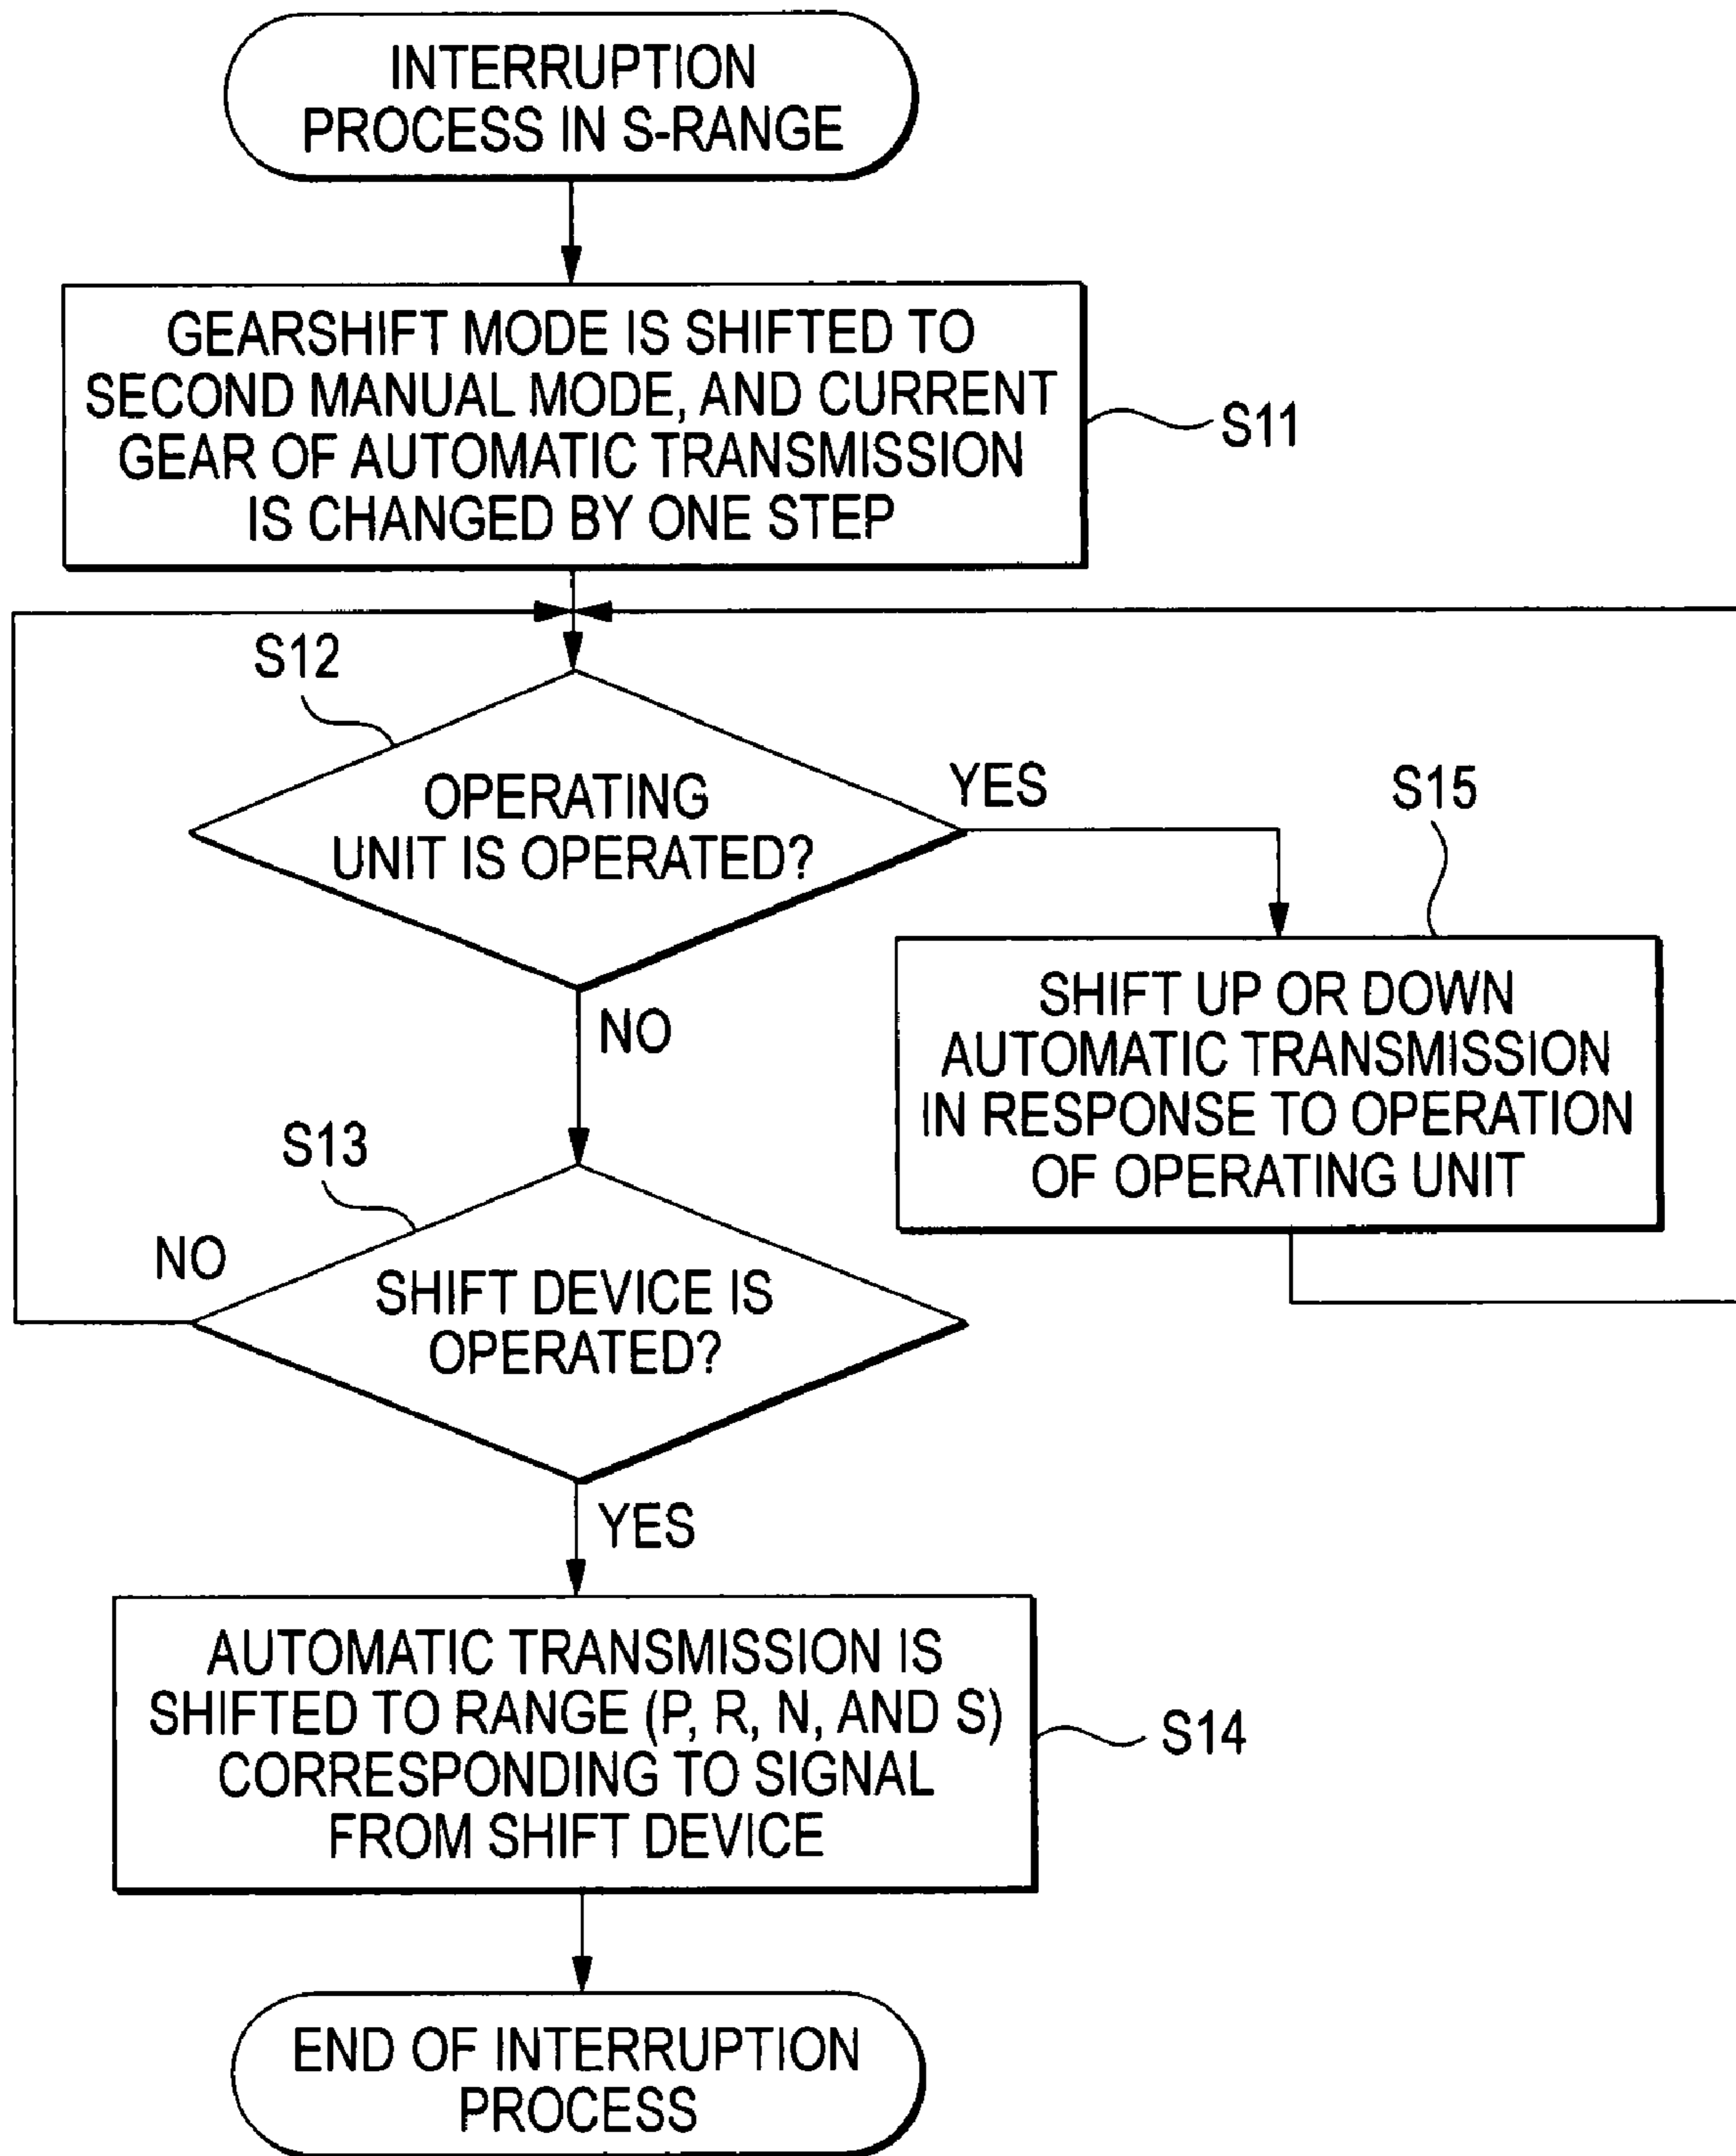 INTERRUPTION
PROCESS IN S-RANGE
GEARSHIFT MODE IS SHIFTED TO
SECOND MANUAL MODE, AND CURRENT
GEAR OF AUTOMATIC TRANSMISSION
IS CHANGED BY ONE STEP
S11
S12
OPERATING
UNIT IS OPERATED?
YES
NO
S15
SHIFT UP OR DOWN
AUTOMATIC TRANSMISSION
IN RESPONSE TO OPERATION
OF OPERATING UNIT
S13
NO
SHIFT DEVICE IS
OPERATED?
YES
AUTOMATIC TRANSMISSION IS
SHIFTED TO RANGE (P, R, N, AND S)
CORRESPONDING TO SIGNAL
FROM SHIFT DEVICE
S14
END OF INTERRUPTION
PROCESS